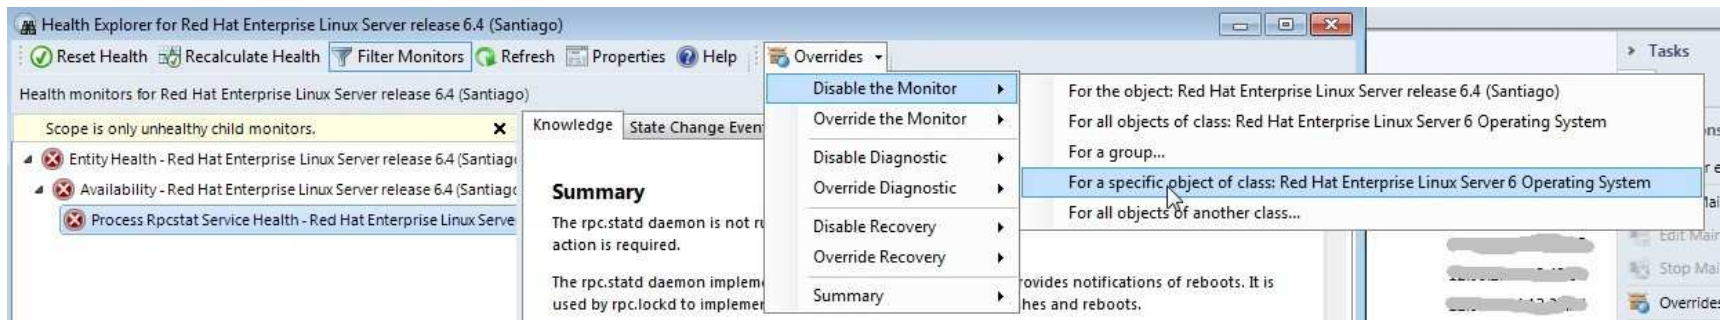 Health Explorer for Red Hat Enterprise Linux Server release 6.4 (Santiago)
Reset Health Recalculate Health Filter Monitors Refresh Properties Help Overrides
Tasks
Health monitors for Red Hat Enterprise Linux Server release 6.4 (Santiago)
Scope is only unhealthy child monitors.
Entity Health - Red Hat Enterprise Linux Server release 6.4 (Santiago
Availability - Red Hat Enterprise Linux Server release 6.4 (Santiago
Process Rpcstat Service Health - Red Hat Enterprise Linux Serve
Knowledge State Change Even
Summary
The rpc.statd daemon is not
action is required.
The rpc.statd daemon implem
used by rpc.lockd to implemen
rovides notifications of reboots. It is
hes and reboots.
Disable the Monitor
Override the Monitor
Disable Diagnostic
Override Diagnostic
Disable Recovery
Override Recovery
Summary
For the object: Red Hat Enterprise Linux Server release 6.4 (Santiago)
For all objects of class: Red Hat Enterprise Linux Server 6 Operating System
For a group...
For a specific object of class: Red Hat Enterprise Linux Server 6 Operating System
For all objects of another class...
Edit Main
Stop Mai
Overrides